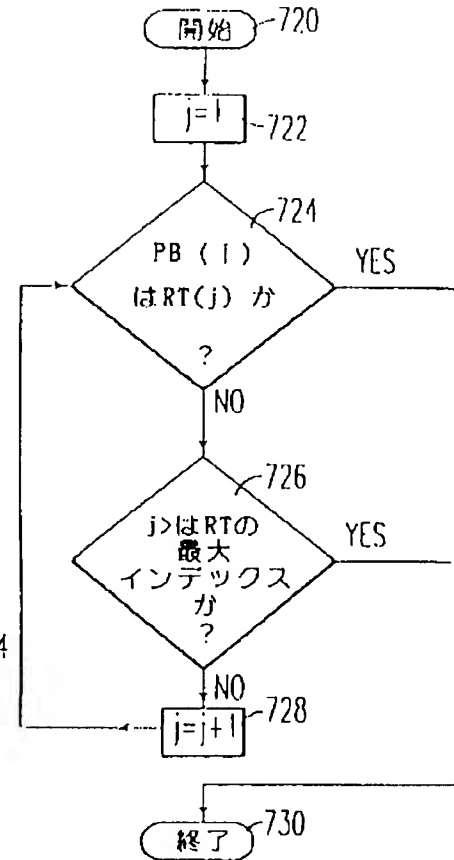 開始
720
j=1
722
724
PB (I)
はRT(j) か
?
YES
NO
726
j>はRTの
最大
インデックス
か
?
YES
NO
4
j=j+1
728
終了
730